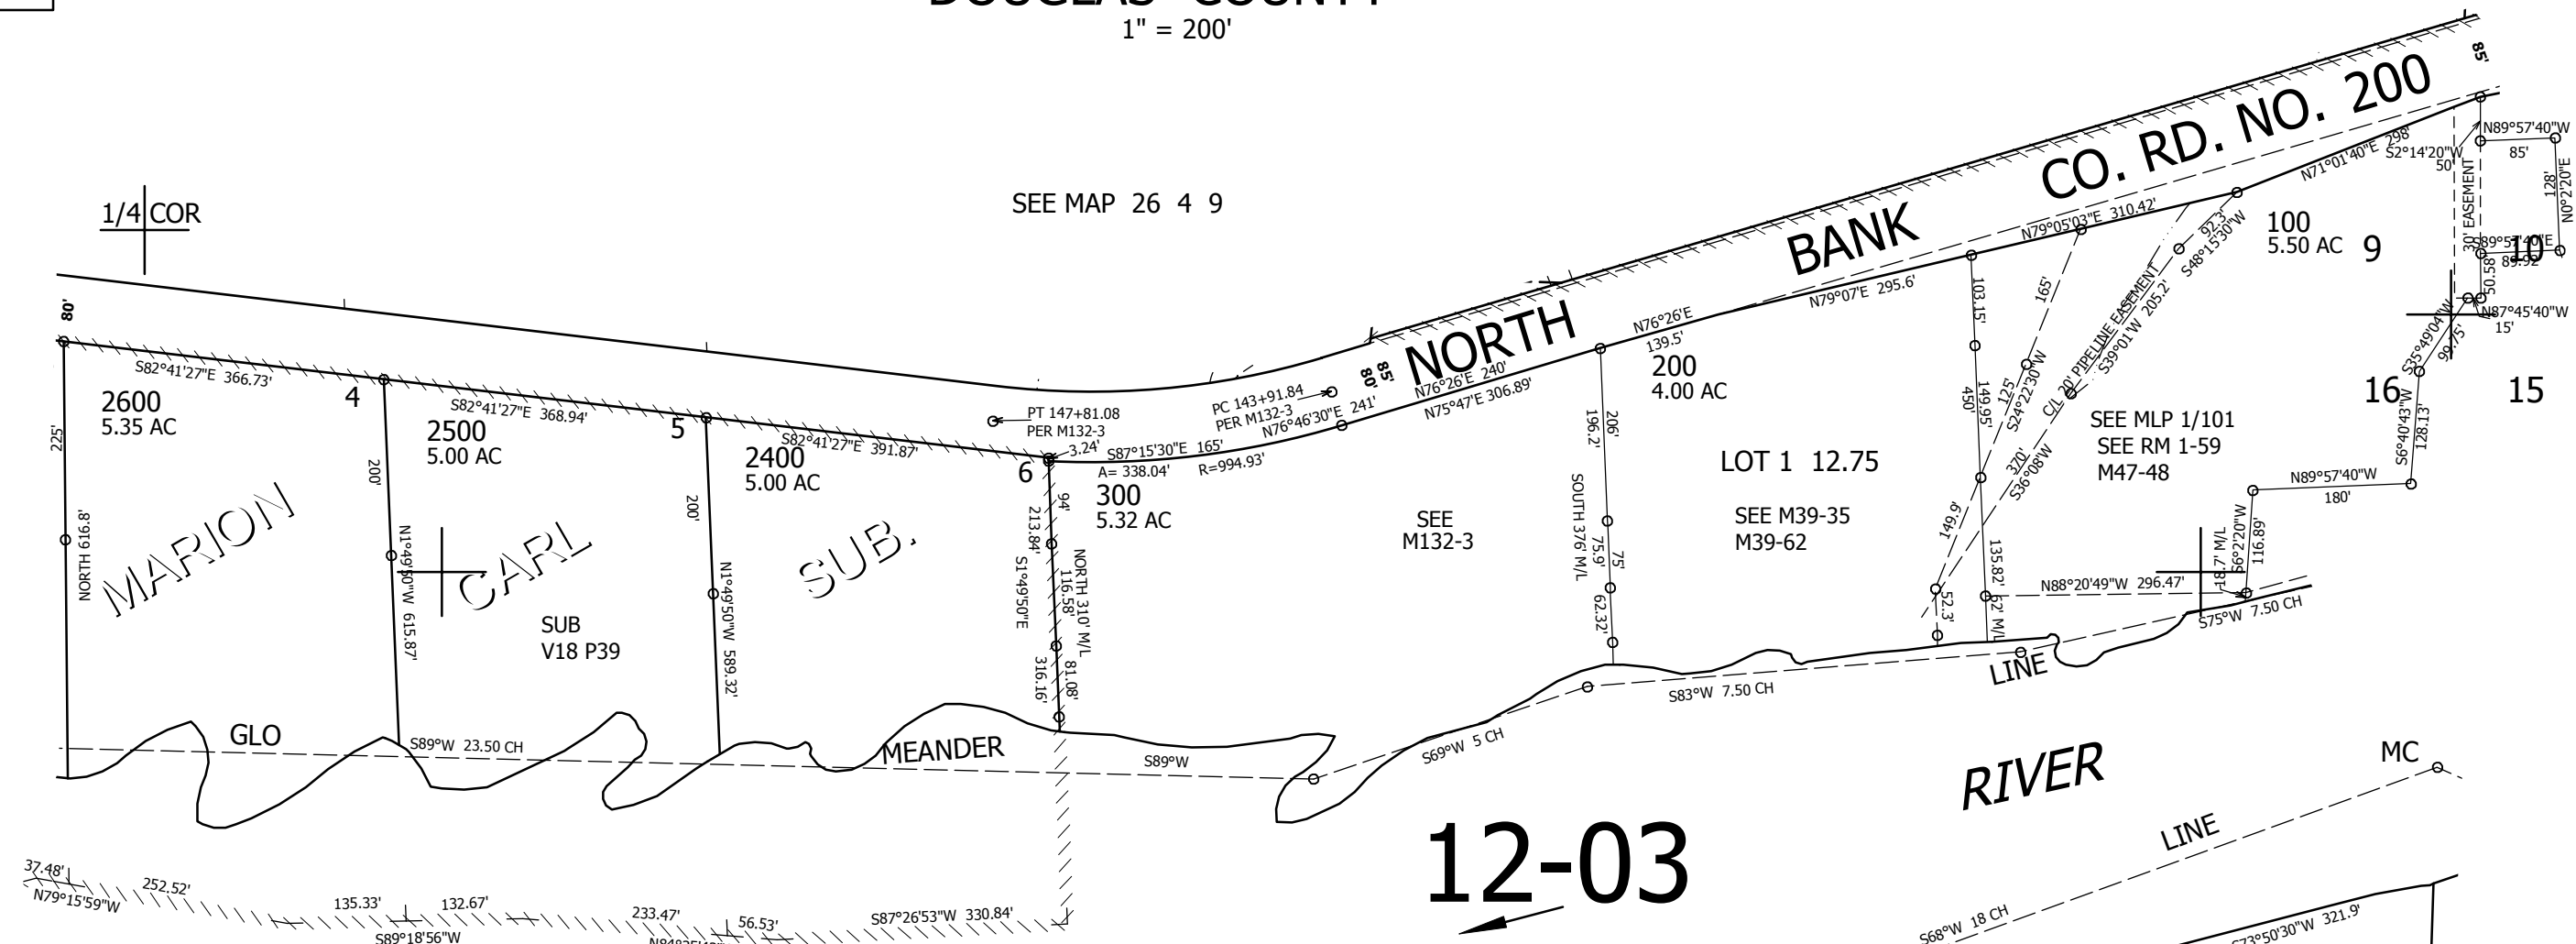 1" = 200'
1/4 COR
SEE MAP 26 4 9
NORTH BANK CO. RD. NO. 200
85'
80'
85'
80'
S82°41'27"E 366.73'
S82°41'27"E 368.94'
S82°41'27"E 391.87'
2600
5.35 AC
4
2500
5.00 AC
5
2400
5.00 AC
6
300
5.32 AC
PT 147+81.08
PER M132-3
PC 143+91.84
PER M132-3
3.24'
S87°15'30"E 165'
A= 338.04'
R=994.93'
N76°46'30"E 241'
N76°26'E 240'
N75°47'E 306.89'
N76°26'E
139.5'
N79°07'E 295.6'
N79°05'03"E 310.42'
N71°01'40"E 298'
200
4.00 AC
100
5.50 AC
9
10
16
15
S2°14'20"W
50'
N89°57'40"W
85'
128'
N0°2'20"E
30' EASEMENT
S89°57'40"E
89.92'
50.58'
N87°45'40"W
15'
S35°49'04"W
99.75'
S6°40'43"W
128.13'
N89°57'40"W
180'
S6°2'20"W
116.89'
18.7' M/L
N88°20'49"W 296.47'
S75°W 7.50 CH
92.3'
S48°15'30"W
C/L 20' PIPELINE EASEMENT
S39°01'W 205.2'
370'
S36°08'W
165'
125'
S24°22'30"W
149.9'
52.3'
103.15'
149.95'
450'
135.82'
62' M/L
SEE MLP 1/101
SEE RM 1-59
M47-48
LOT 1 12.75
SEE M39-35
M39-62
SEE
M132-3
206'
196.2'
SOUTH 376' M/L
75'
75.9'
62.32'
94'
213.84'
S1°49'50"E
NORTH 310' M/L
116.58'
316.16'
81.08'
225'
NORTH 616.8'
200'
N1°49'50"W 615.87'
200'
N1°49'50"W 589.32'
MARION CARL SUB.
SUB
V18 P39
GLO
S89°W 23.50 CH
MEANDER
S89°W
S69°W 5 CH
S83°W 7.50 CH
LINE
RIVER
MC
LINE
S68°W 18 CH
S73°50'30"W 321.9'
12-03
37.48'
N79°15'59"W
252.52'
135.33'
132.67'
S89°18'56"W
233.47'
56.53'
S87°26'53"W 330.84'